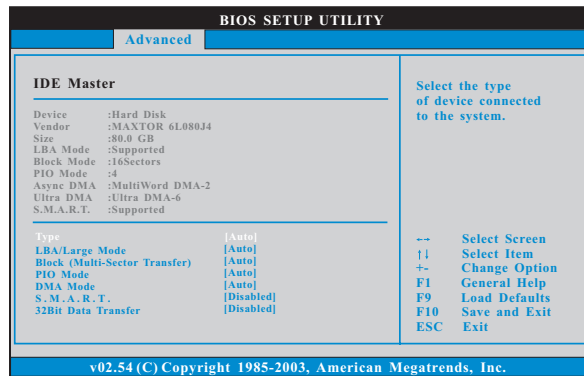 BIOS SETUP UTILITY
Advanced
IDE Master
Device :Hard Disk
Vendor :MAXTOR 6L080J4
Size :80.0 GB
LBA Mode :Supported
Block Mode :16Sectors
PIO Mode :4
Async DMA :MultiWord DMA-2
Ultra DMA :Ultra DMA-6
S.M.A.R.T. :Supported
Type [Auto]
LBA/Large Mode [Auto]
Block (Multi-Sector Transfer) [Auto]
PIO Mode [Auto]
DMA Mode [Auto]
S.M.A.R.T. [Disabled]
32Bit Data Transfer [Disabled]
Select the type
of device connected
to the system.
←→ Select Screen
↑↓ Select Item
+- Change Option
F1 General Help
F9 Load Defaults
F10 Save and Exit
ESC Exit
v02.54 (C) Copyright 1985-2003, American Megatrends, Inc.